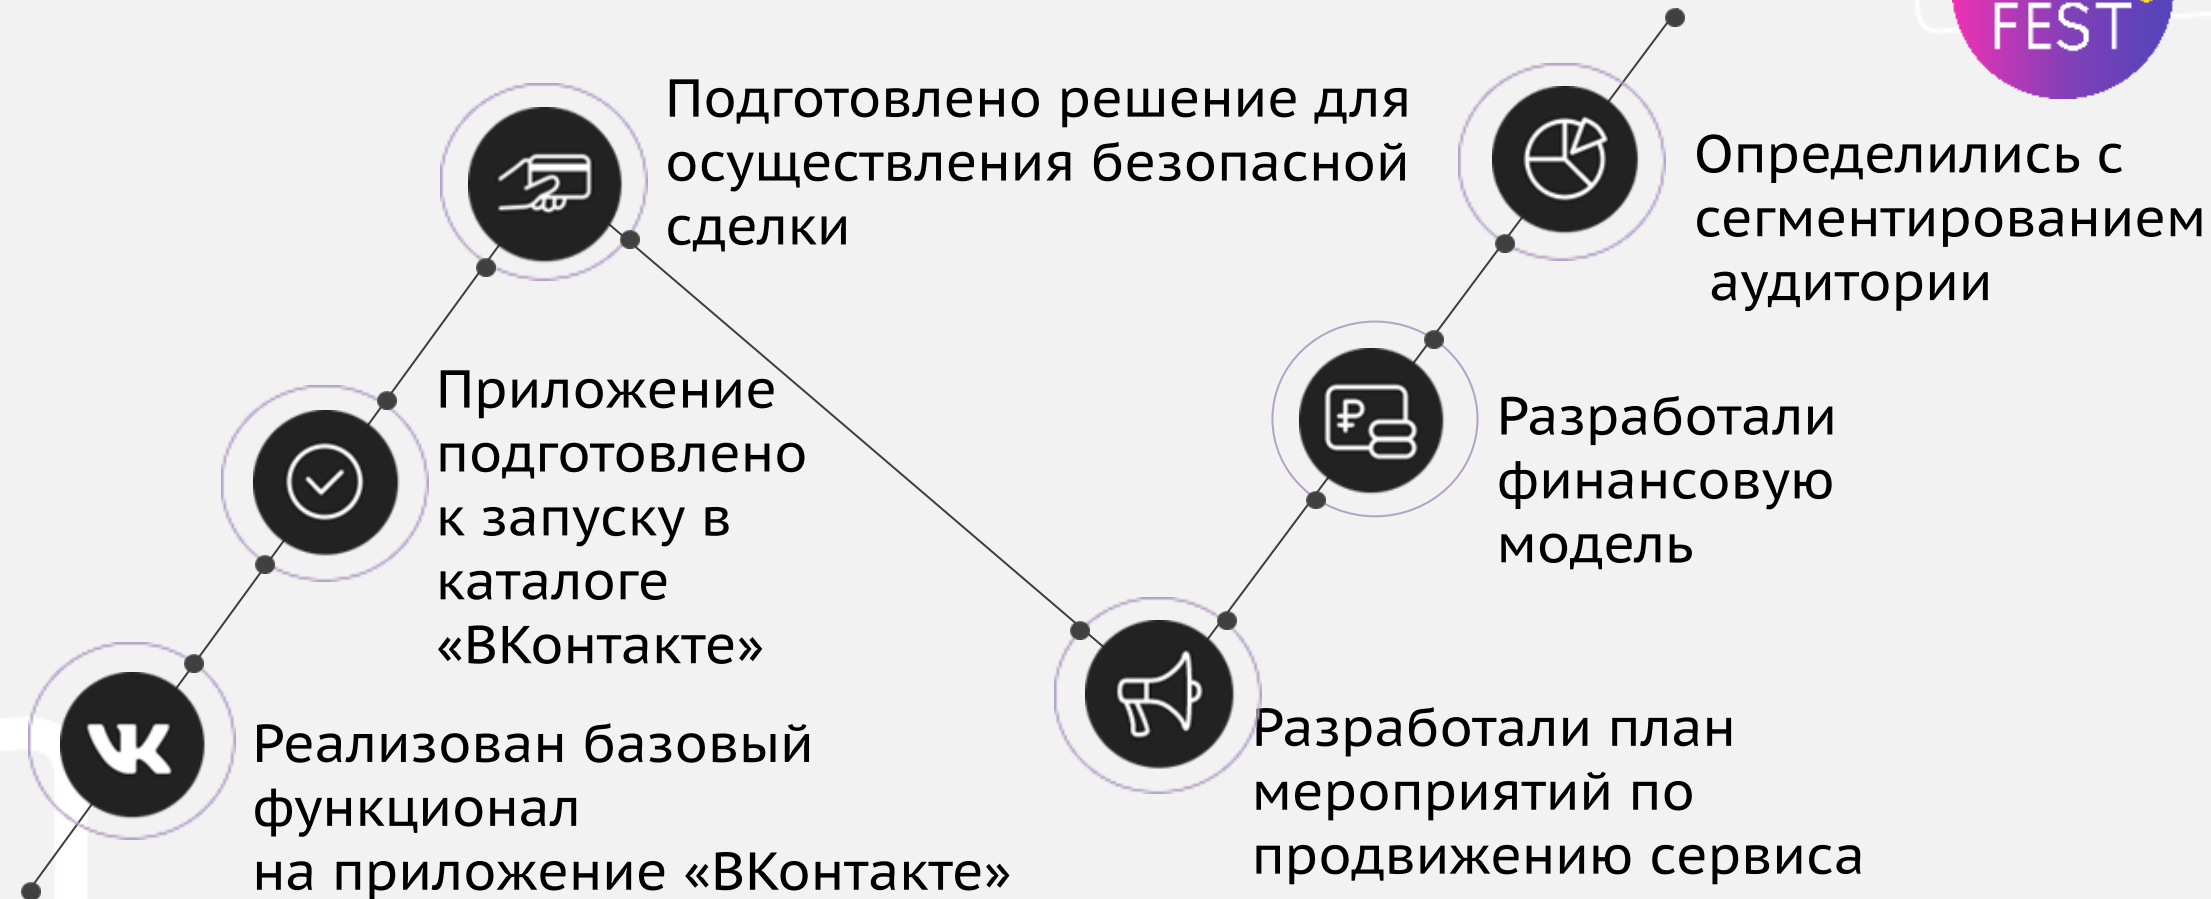 FEST
Подготовлено решение для
осуществления безопасной
сделки
Определились с
сегментированием
аудитории
Приложение
подготовлено
к запуску в
каталоге
«ВКонтакте»
Разработали
финансовую
модель
Реализован базовый
функционал
на приложение «ВКонтакте»
Разработали план
мероприятий по
продвижению сервиса